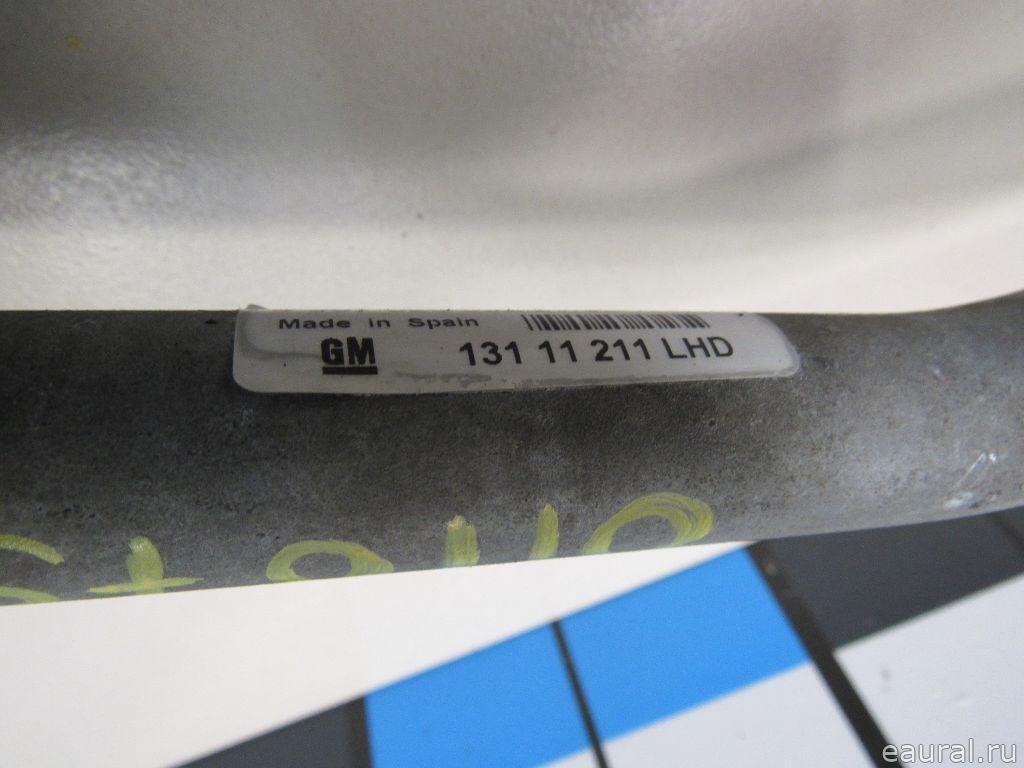 Made in Spain
GM 131 11 211 LHD
eaural.ru